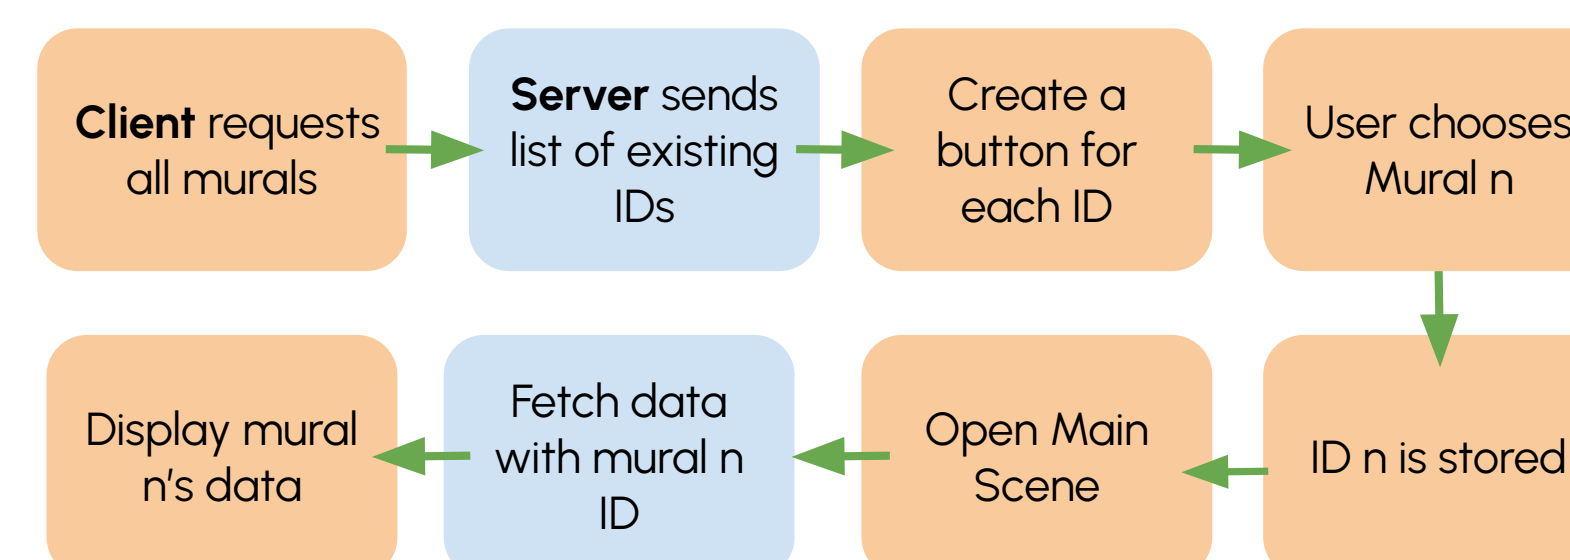 Client requests
all murals
Server sends
list of existing
IDs
Create a
button for
each ID
User chooses
Mural n
Display mural
n's data
Fetch data
with mural n
ID
Open Main
Scene
ID n is stored